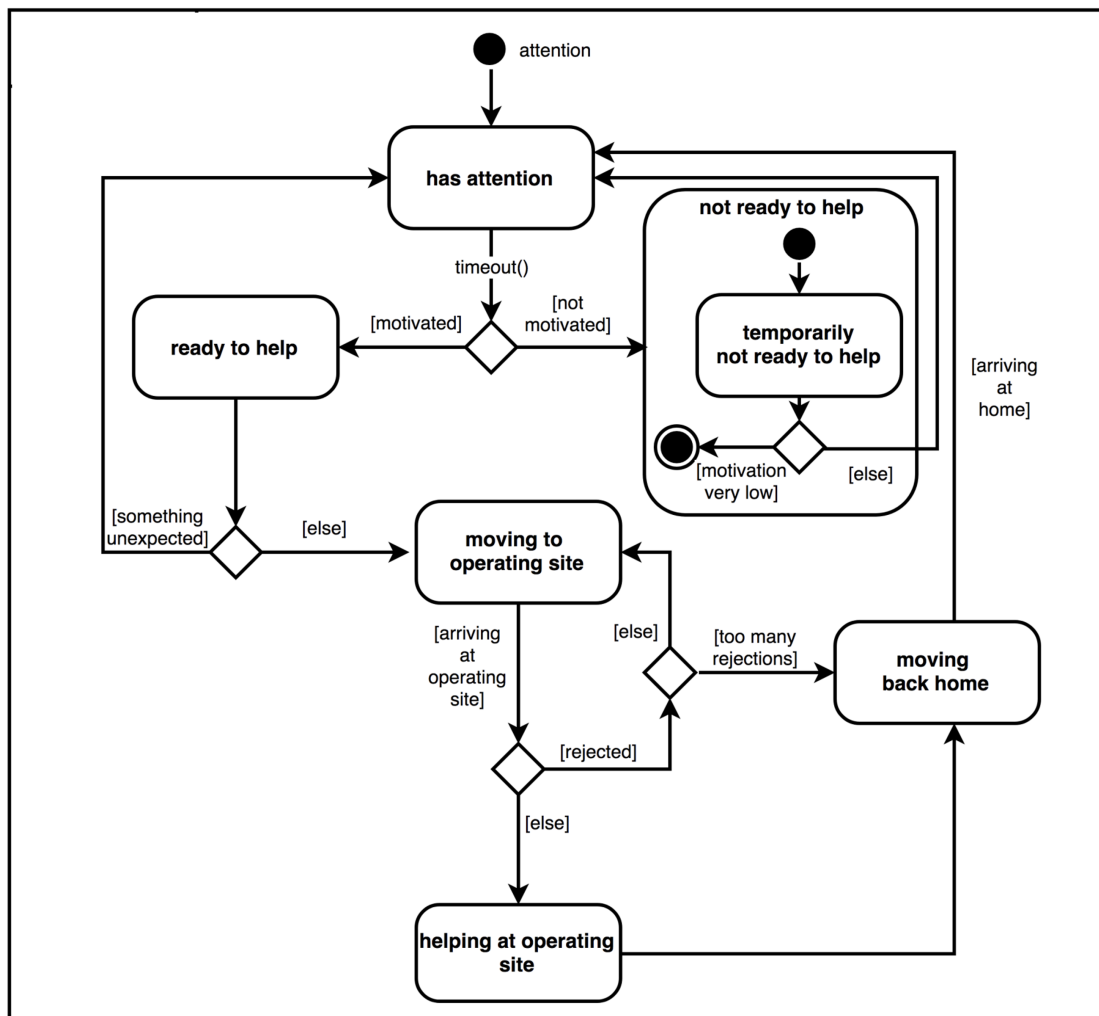 attention
has attention
not ready to help
timeout()
[motivated]
[not
motivated]
ready to help
temporarily
not ready to help
[arriving
at
home]
[motivation
very low]
[else]
[something
unexpected]
[else]
moving to
operating site
[arriving
at
operating
site]
[else]
[too many
rejections]
moving
back home
[rejected]
[else]
helping at operating
site